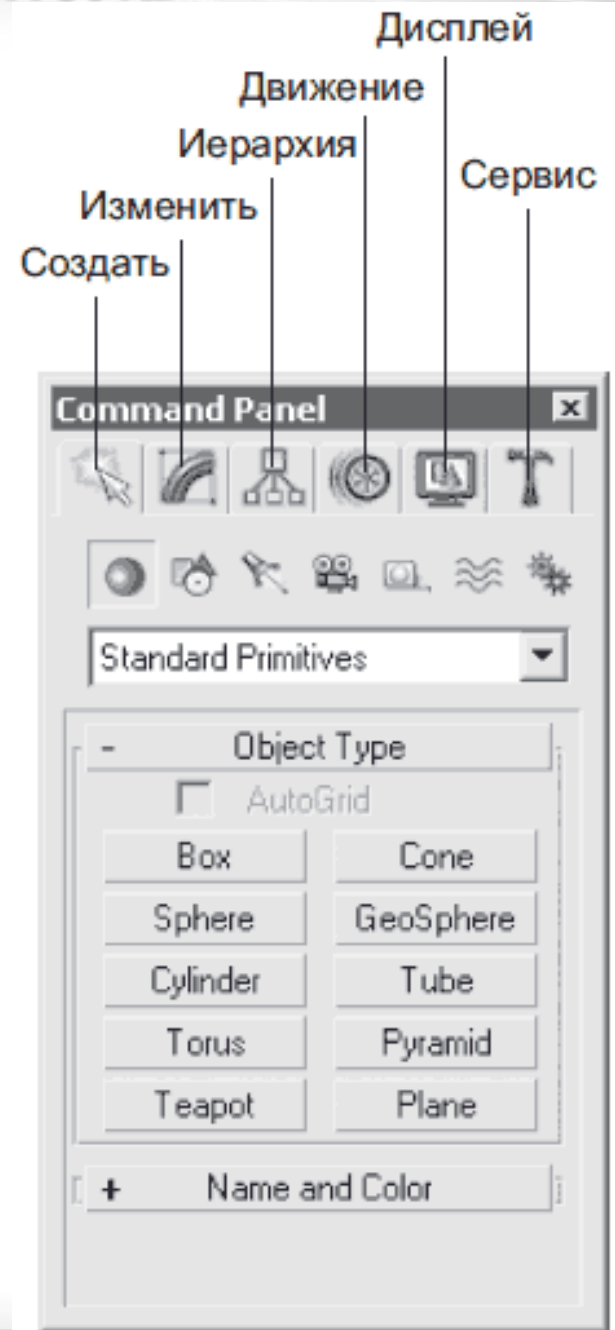 Дисплей
Движение
Иерархия
Сервис
Изменить
Создать
Command Panel
Standard Primitives
- Object Type
AutoGrid
Box Cone
Sphere GeoSphere
Cylinder Tube
Torus Pyramid
Teapot Plane
+ Name and Color